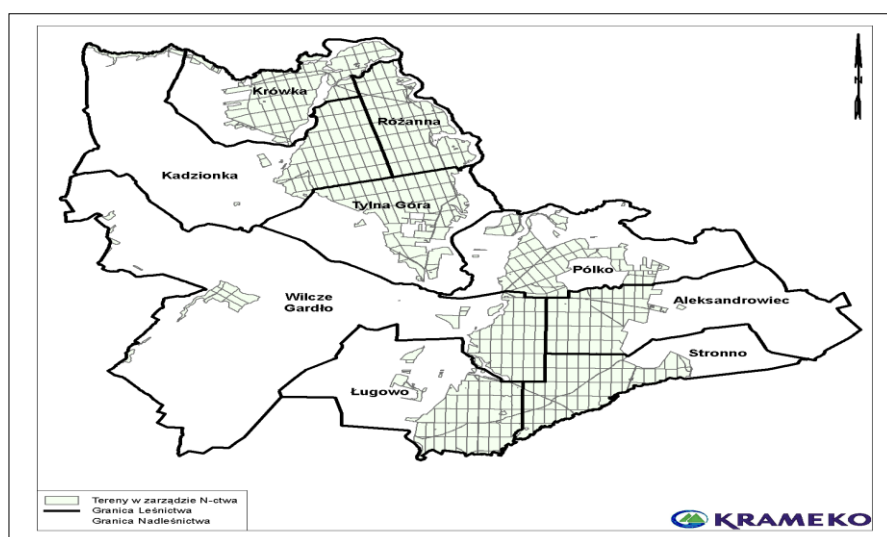 N
Krówka
Różanna
Kadzionka
Tylna Góra
Pólko
Wilcze
Gardło
Aleksandrowiec
Stronno
Ługowo
Tereny w zarządzie N-ctwa
Granica Leśnictwa
Granica Nadleśnictwa
KRAMEKO